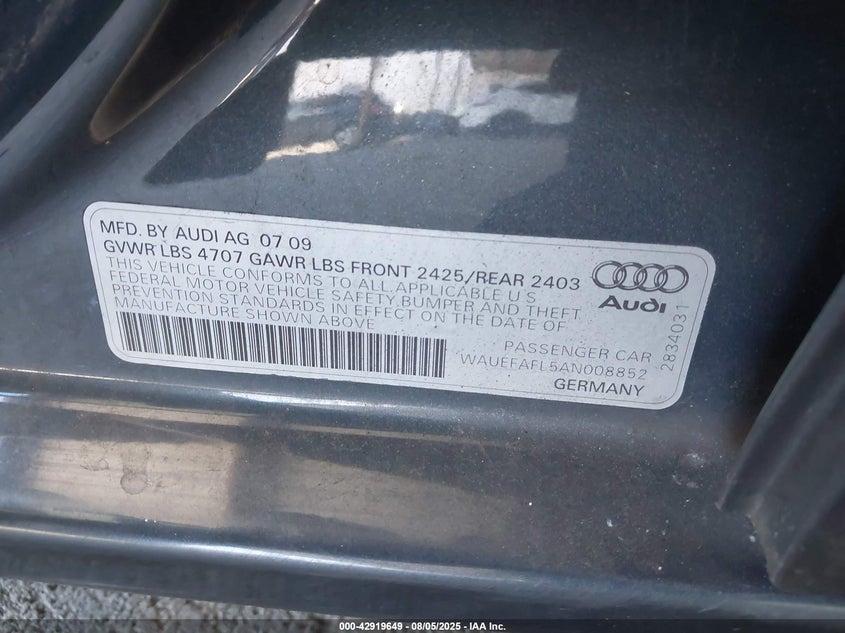 MFD. BY AUDI AG 07 09
GVWR LBS 4707 GAWR LBS FRONT 2425/REAR 2403
THIS VEHICLE CONFORMS TO ALL APPLICABLE U S
FEDERAL MOTOR VEHICLE SAFETY, BUMPER AND THEFT
PREVENTION STANDARDS IN EFFECT ON THE DATE OF
MANUFACTURE SHOWN ABOVE
Audi
2834031
PASSENGER CAR
WAUEFAFL5AN008852
GERMANY
000-42919649 - 08/05/2025 - IAA Inc.